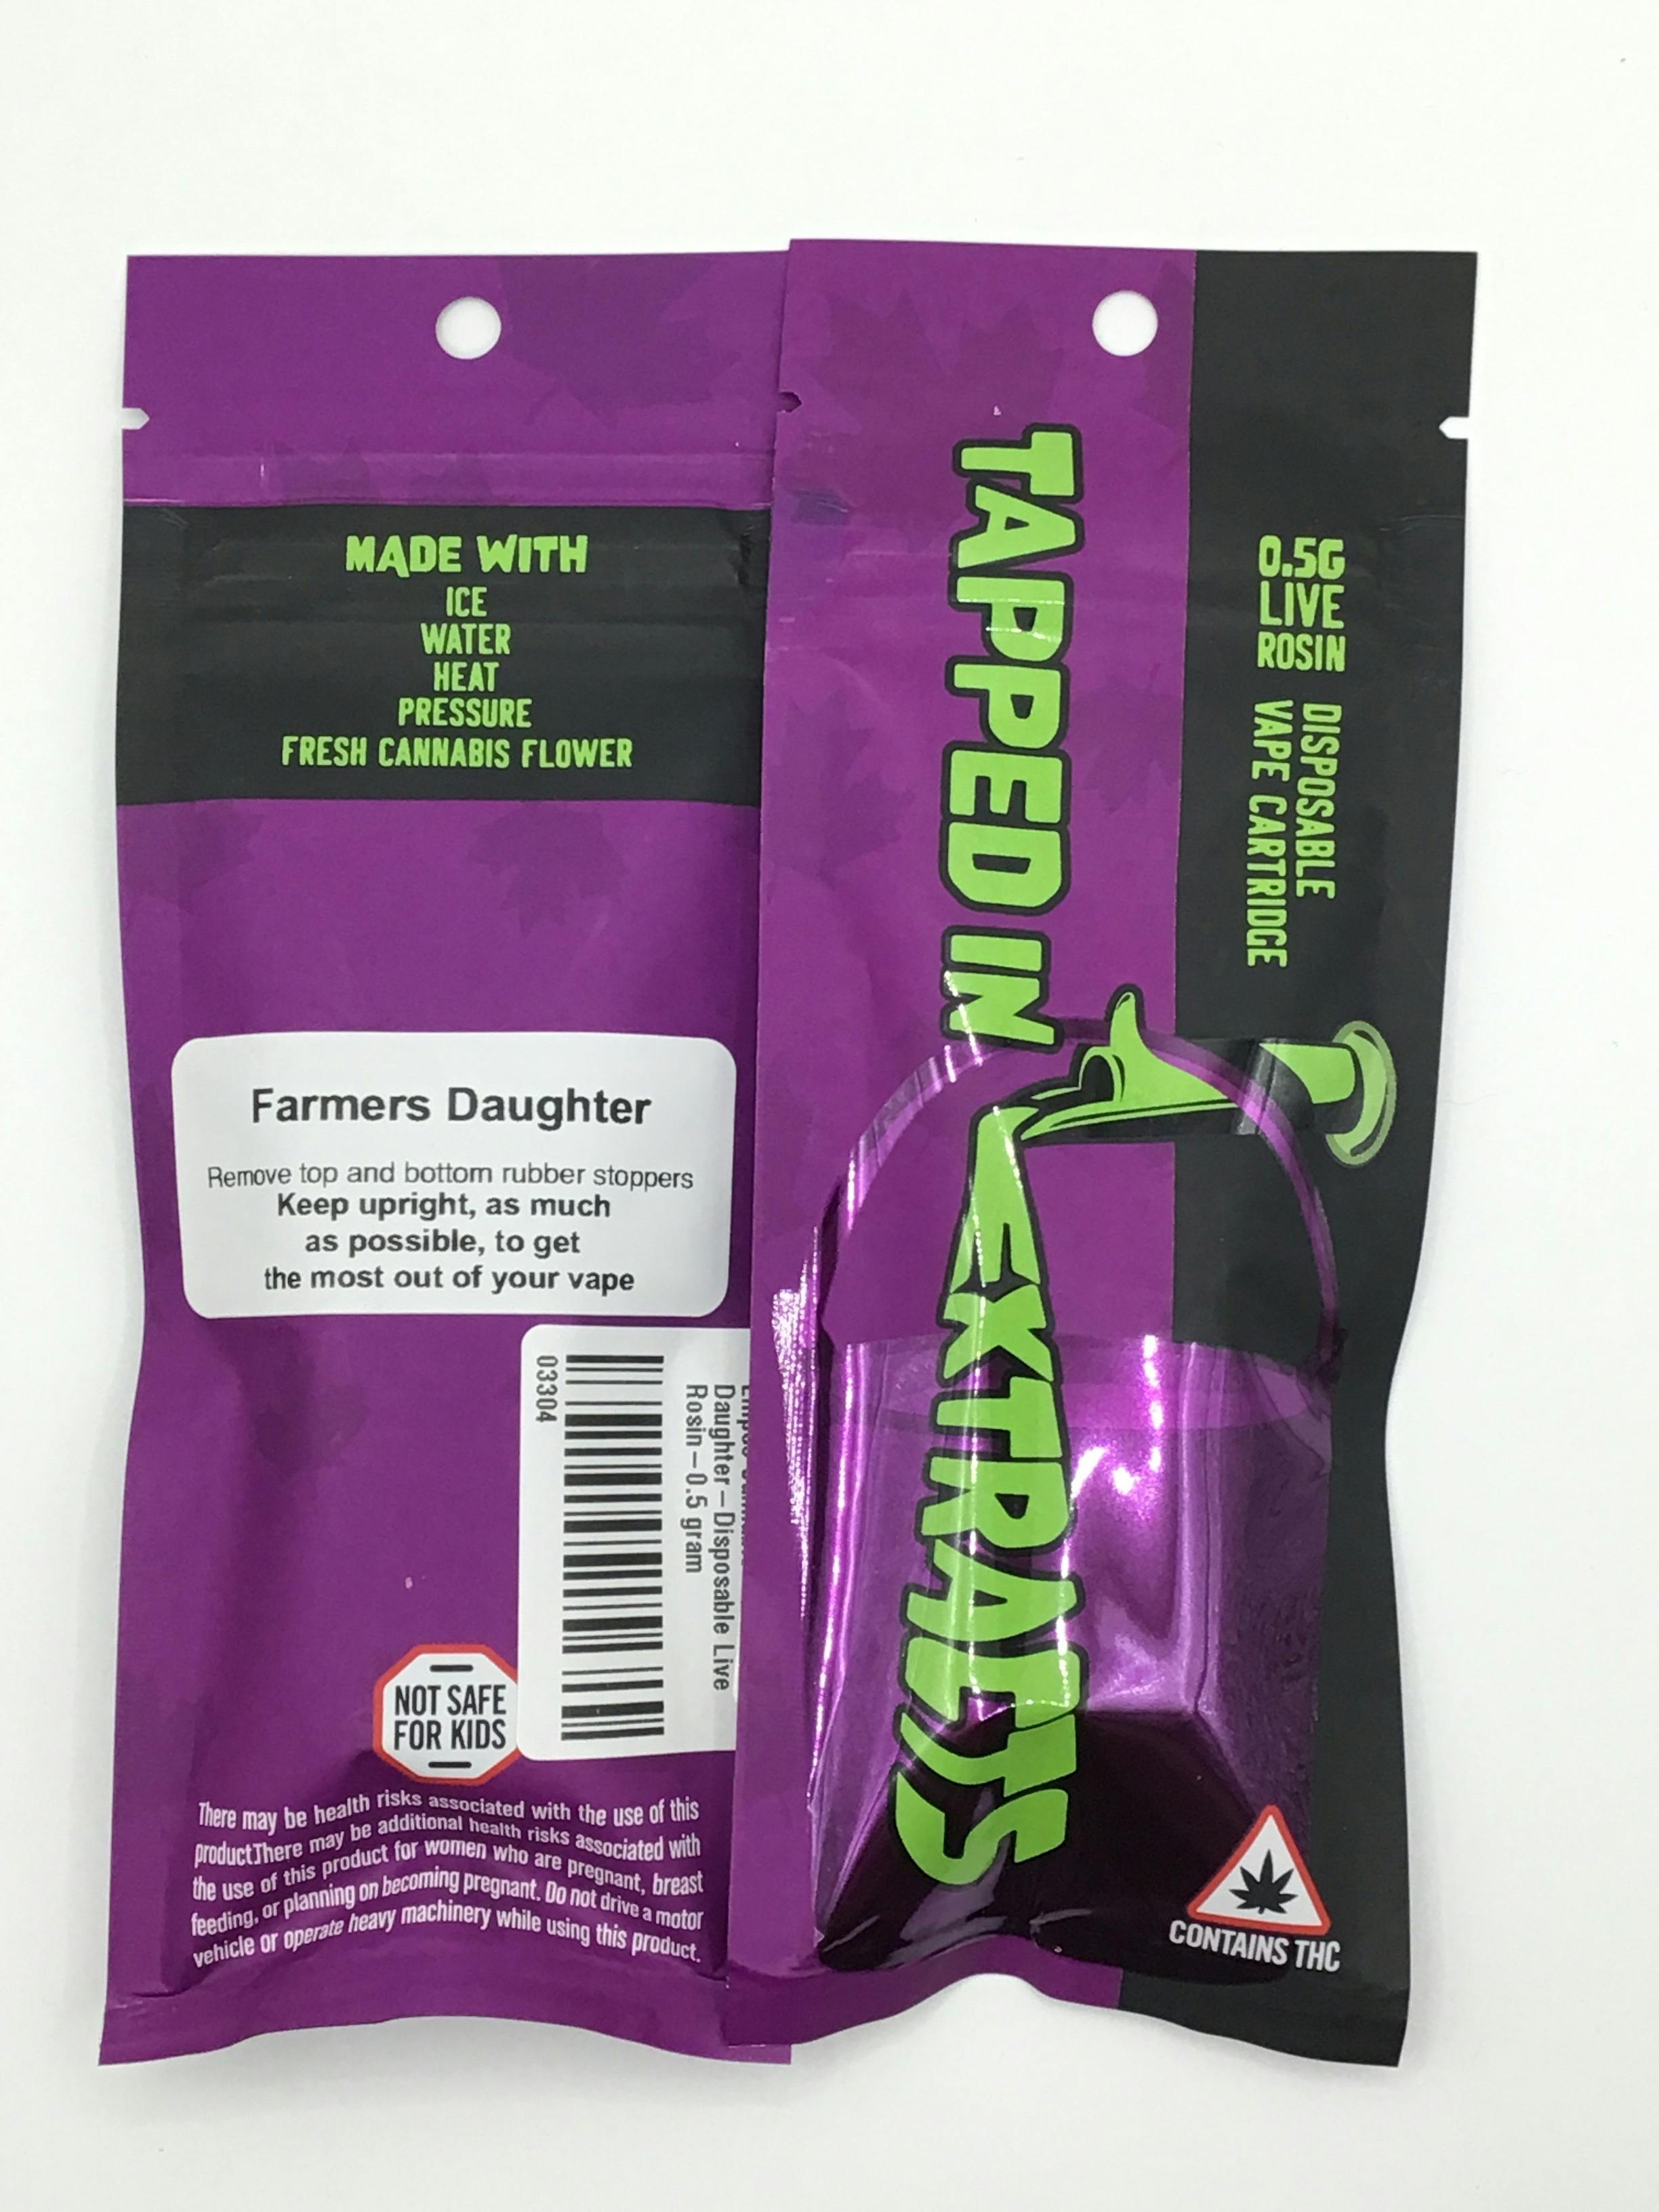 MADE WITH
ICE
WATER
HEAT
PRESSURE
FRESH CANNABIS FLOWER
Farmers Daughter
Remove top and bottom rubber stoppers
Keep upright, as much
as possible, to get
the most out of your vape
Daughter – Disposable Live
Rosin – 0.5 gram
03304
NOT SAFE
FOR KIDS
There may be health risks associated with the use of this
product.There may be additional health risks associated with
the use of this product for women who are pregnant, breast
feeding, or planning on becoming pregnant. Do not drive a motor
vehicle or operate heavy machinery while using this product.
TAPPED IN
EXTRACTS
0.5G
LIVE
ROSIN
DISPOSABLE
VAPE CARTRIDGE
CONTAINS THC